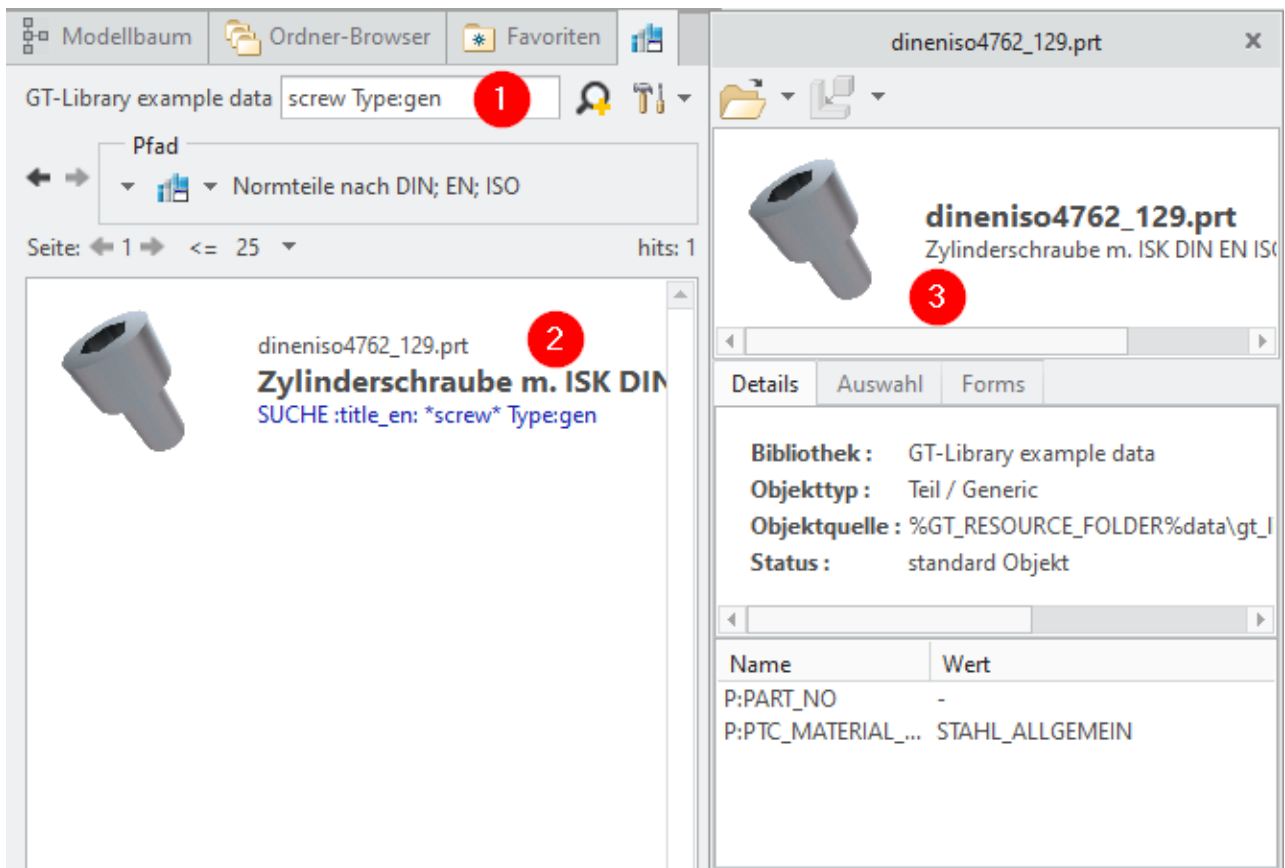 Modellbaum Ordner-Browser Favoriten
GT-Library example data screw Type:gen 1
Pfad
Normteile nach DIN; EN; ISO
Seite: 1 <= 25 hits: 1
dineniso4762_129.prt 2
Zylinderschraube m. ISK DIN
SUCHE :title_en: *screw* Type:gen
dineniso4762_129.prt x
dineniso4762_129.prt
Zylinderschraube m. ISK DIN EN ISO
3
Details Auswahl Forms
Bibliothek : GT-Library example data
Objekttyp : Teil / Generic
Objektquelle : %GT_RESOURCE_FOLDER%data\gt_l
Status : standard Objekt
Name Wert
P:PART_NO -
P:PTC_MATERIAL_... STAHL_ALLGEMEIN